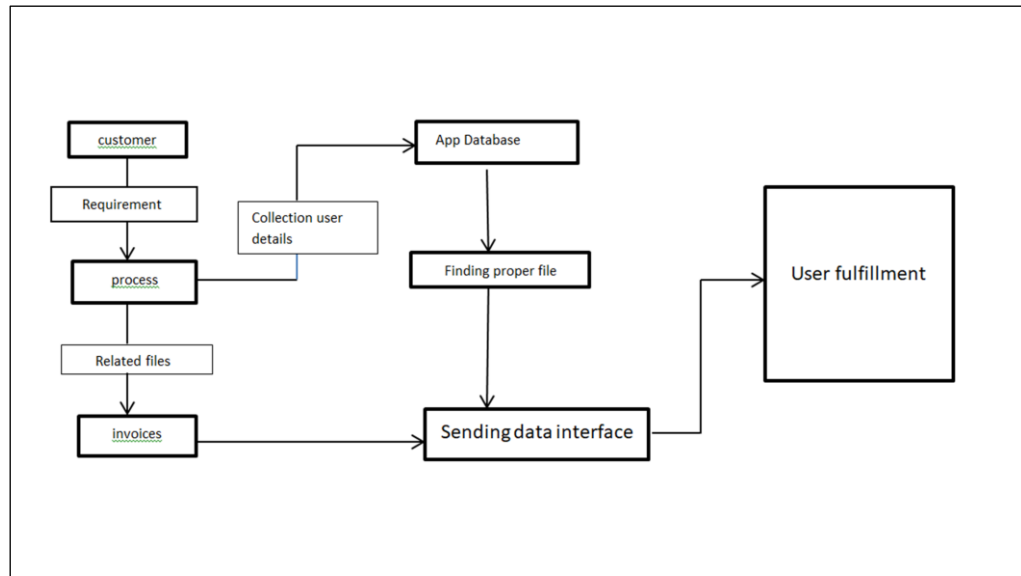 customer
Requirement
process
Related files
invoices
Collection user
details
App Database
Finding proper file
Sending data interface
User fulfillment